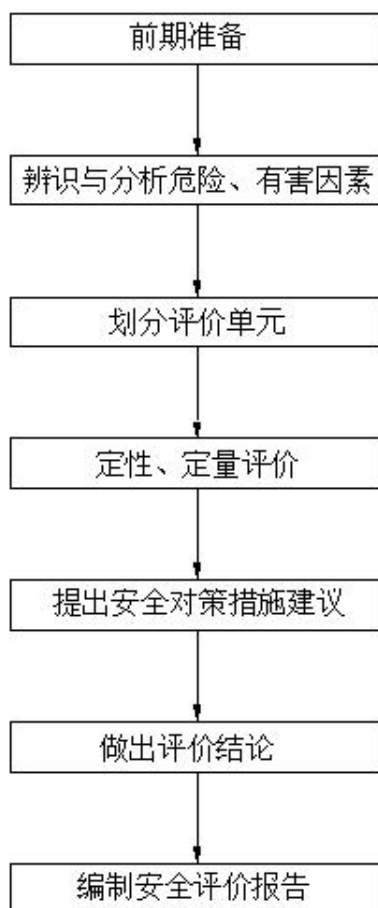 前期准备
辨识与分析危险、有害因素
划分评价单元
定性、定量评价
提出安全对策措施建议
做出评价结论
编制安全评价报告